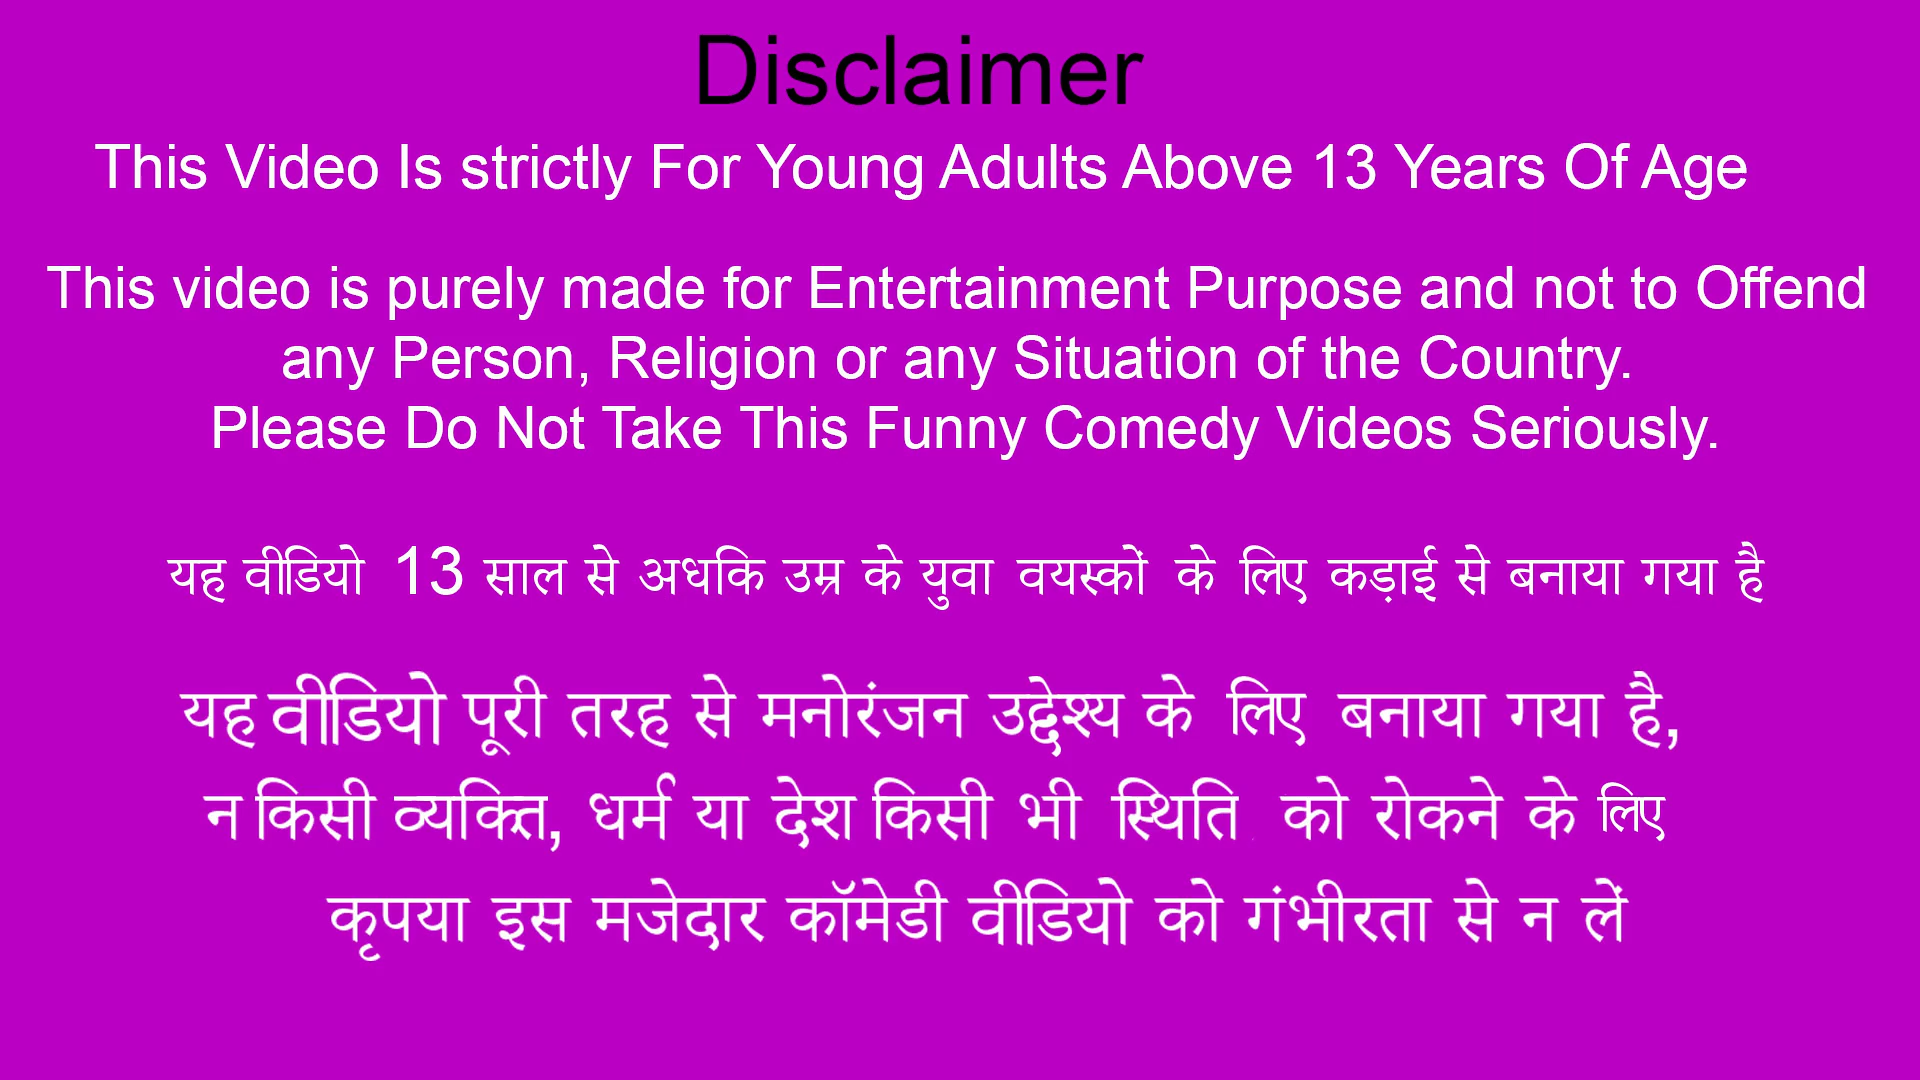 Disclaimer
This Video Is strictly For Young Adults Above 13 Years Of Age
This video is purely made for Entertainment Purpose and not to Offend
any Person, Religion or any Situation of the Country.
Please Do Not Take This Funny Comedy Videos Seriously.
यह वीडियो 13 साल से अधकि उम्र के युवा वयस्कों के लिए कड़ाई से बनाया गया है
यह वीडियो पूरी तरह से मनोरंजन उद्देश्य के लिए बनाया गया है,
न किसी व्यक्ति, धर्म या देश किसी भी स्थिति को रोकने के लिए
कृपया इस मजेदार कॉमेडी वीडियो को गंभीरता से न लें